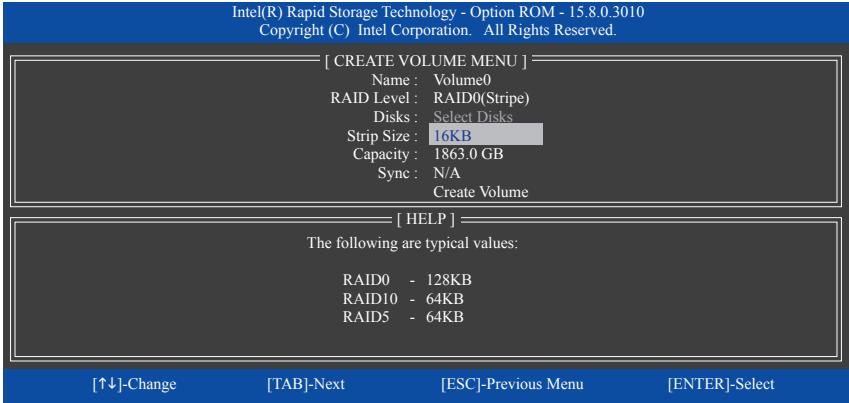 Intel(R) Rapid Storage Technology - Option ROM - 15.8.0.3010
Copyright (C) Intel Corporation. All Rights Reserved.
[ CREATE VOLUME MENU ]
Name : Volume0
RAID Level : RAID0(Stripe)
Disks : Select Disks
Strip Size : 16KB
Capacity : 1863.0 GB
Sync : N/A
Create Volume
[ HELP ]
The following are typical values:
RAID0 - 128KB
RAID10 - 64KB
RAID5 - 64KB
[↑↓]-Change [TAB]-Next [ESC]-Previous Menu [ENTER]-Select